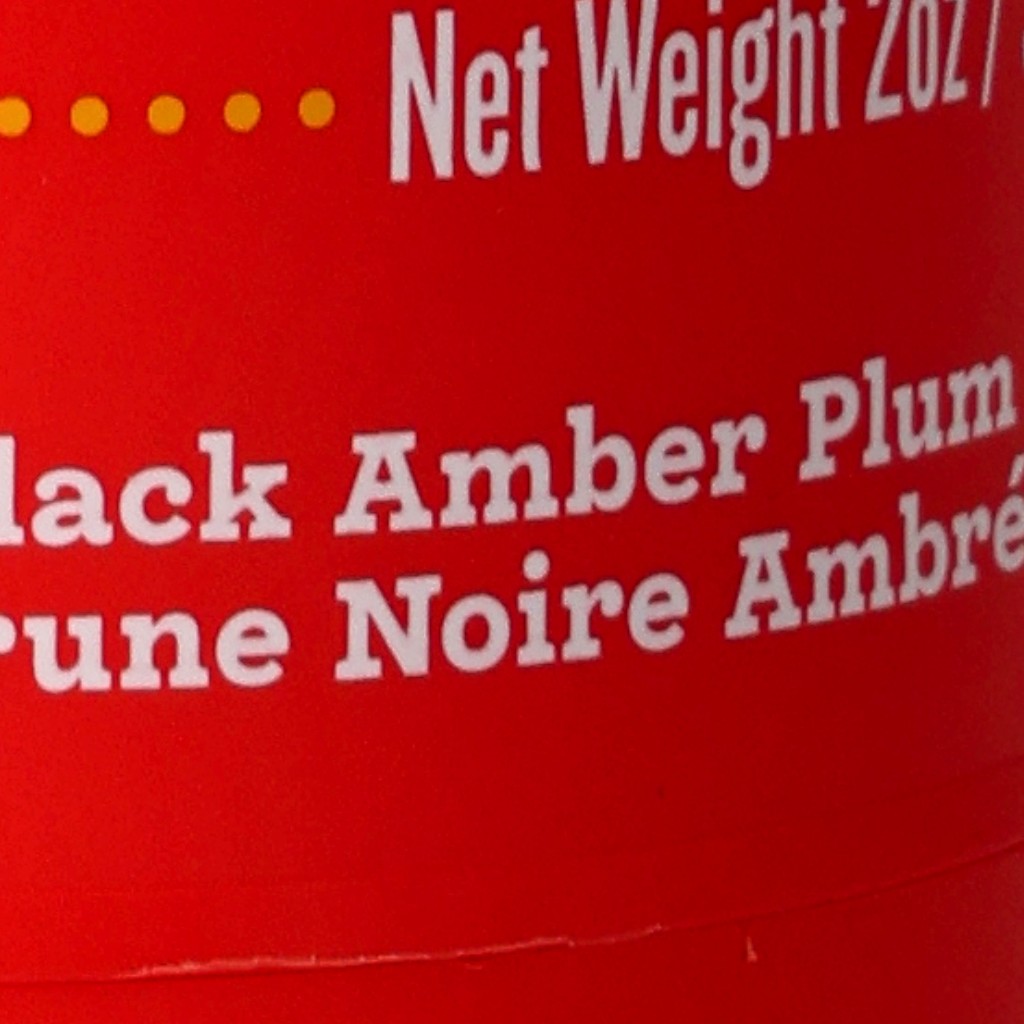 Net Weight 2oz /
lack Amber Plum
rune Noire Ambré